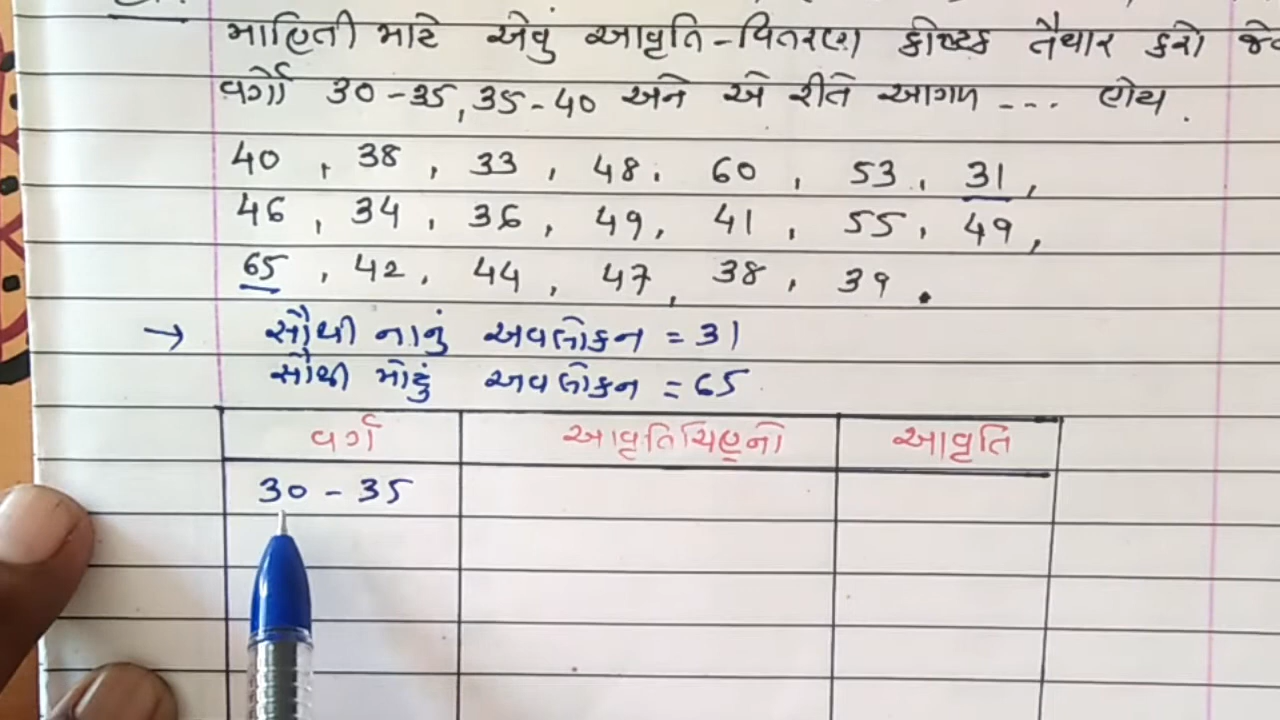 માહિતી માટે એવું આવૃતિ-વિતરણ કોષ્ટક તૈયાર કરો
વર્ગો 30-35, 35-40 અને એ રીતે આગળ --- હોય .
40 , 38 , 33 , 48 . 60 , 53 , 31 ,
46 , 34 , 36 , 49 , 41 , 55 , 49 ,
65 , 42 , 44 , 47 , 38 , 39 .
→ સૌથી નાનું અવલોકન = 31
સૌથી મોટું અવલોકન = 65
વર્ગ આવૃતિચિહ્નો આવૃતિ
30 - 35